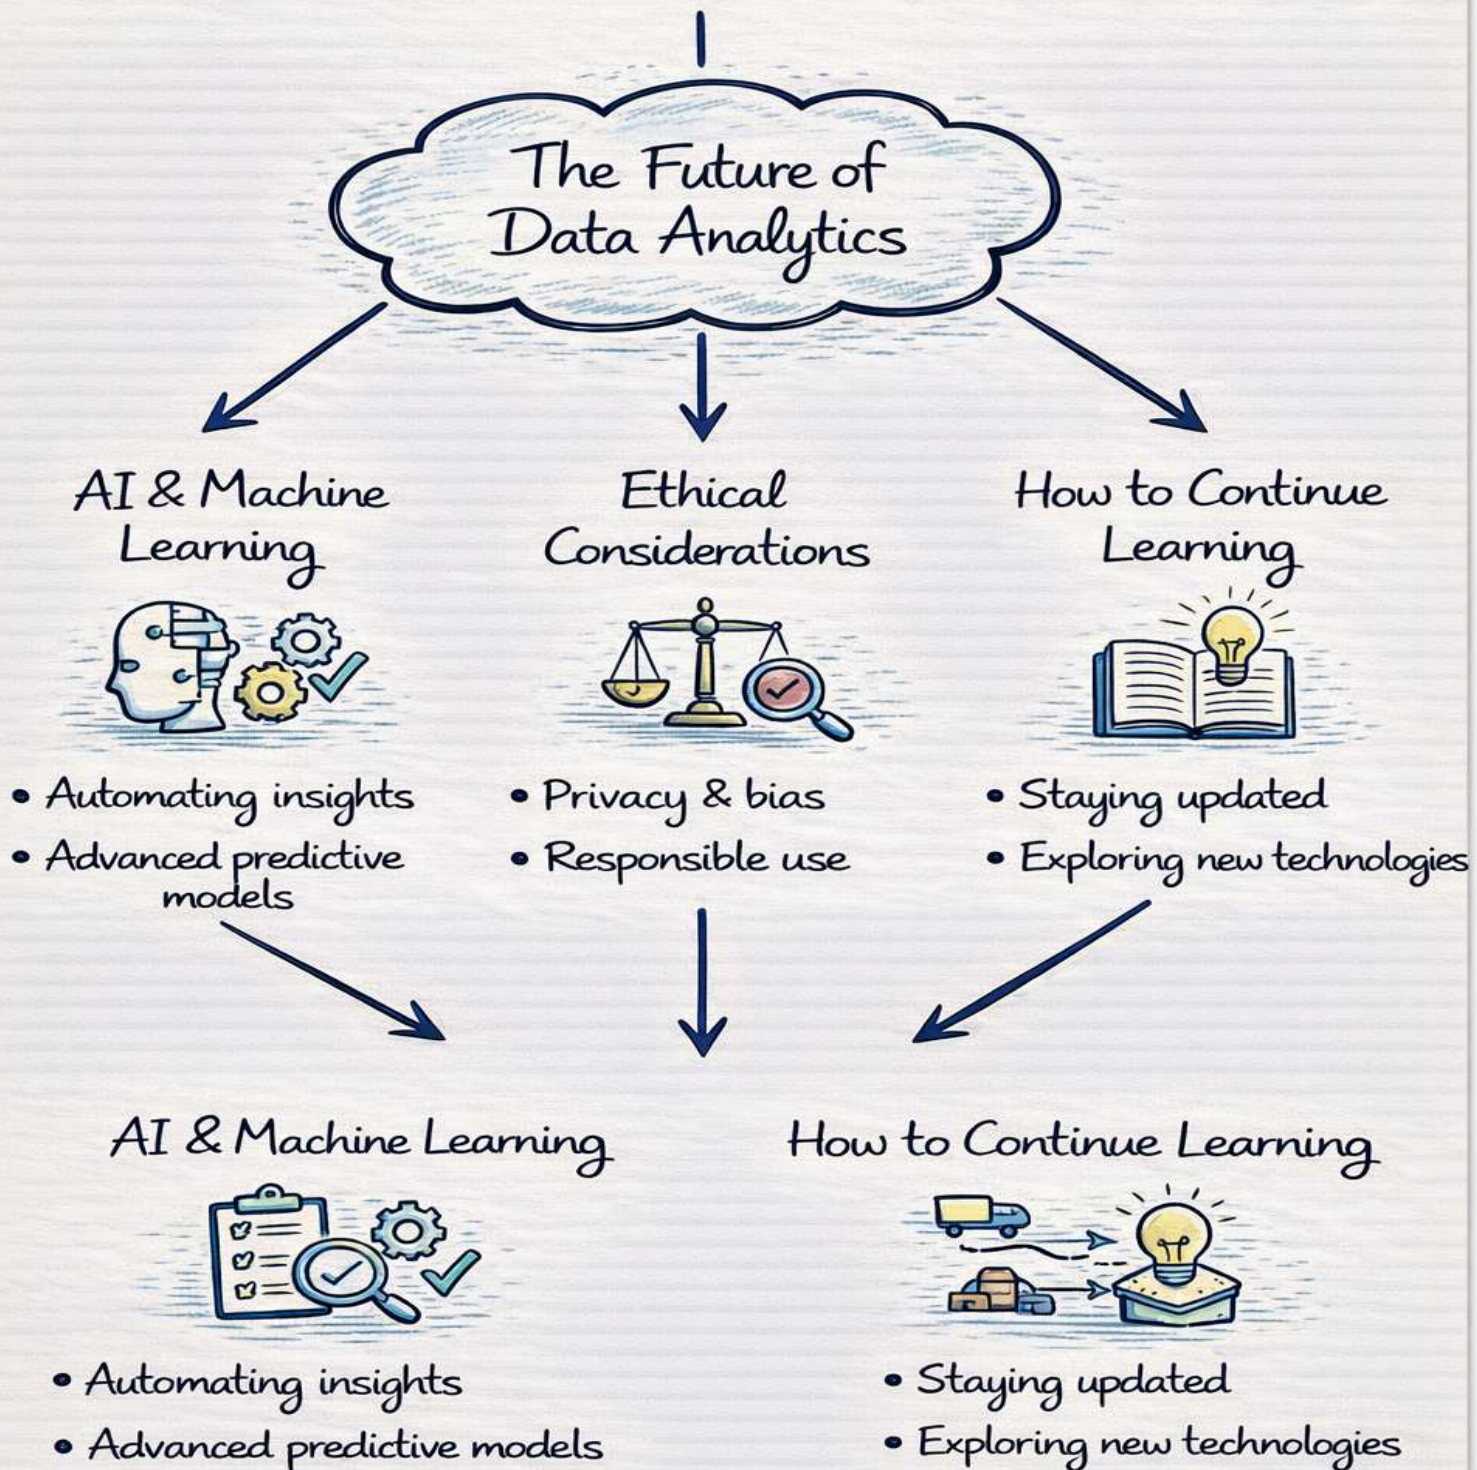 The Future of
Data Analytics
AI & Machine
Learning
• Automating insights
• Advanced predictive
models
Ethical
Considerations
• Privacy & bias
• Responsible use
How to Continue
Learning
• Staying updated
• Exploring new technologies
AI & Machine Learning
• Automating insights
• Advanced predictive models
How to Continue Learning
• Staying updated
• Exploring new technologies